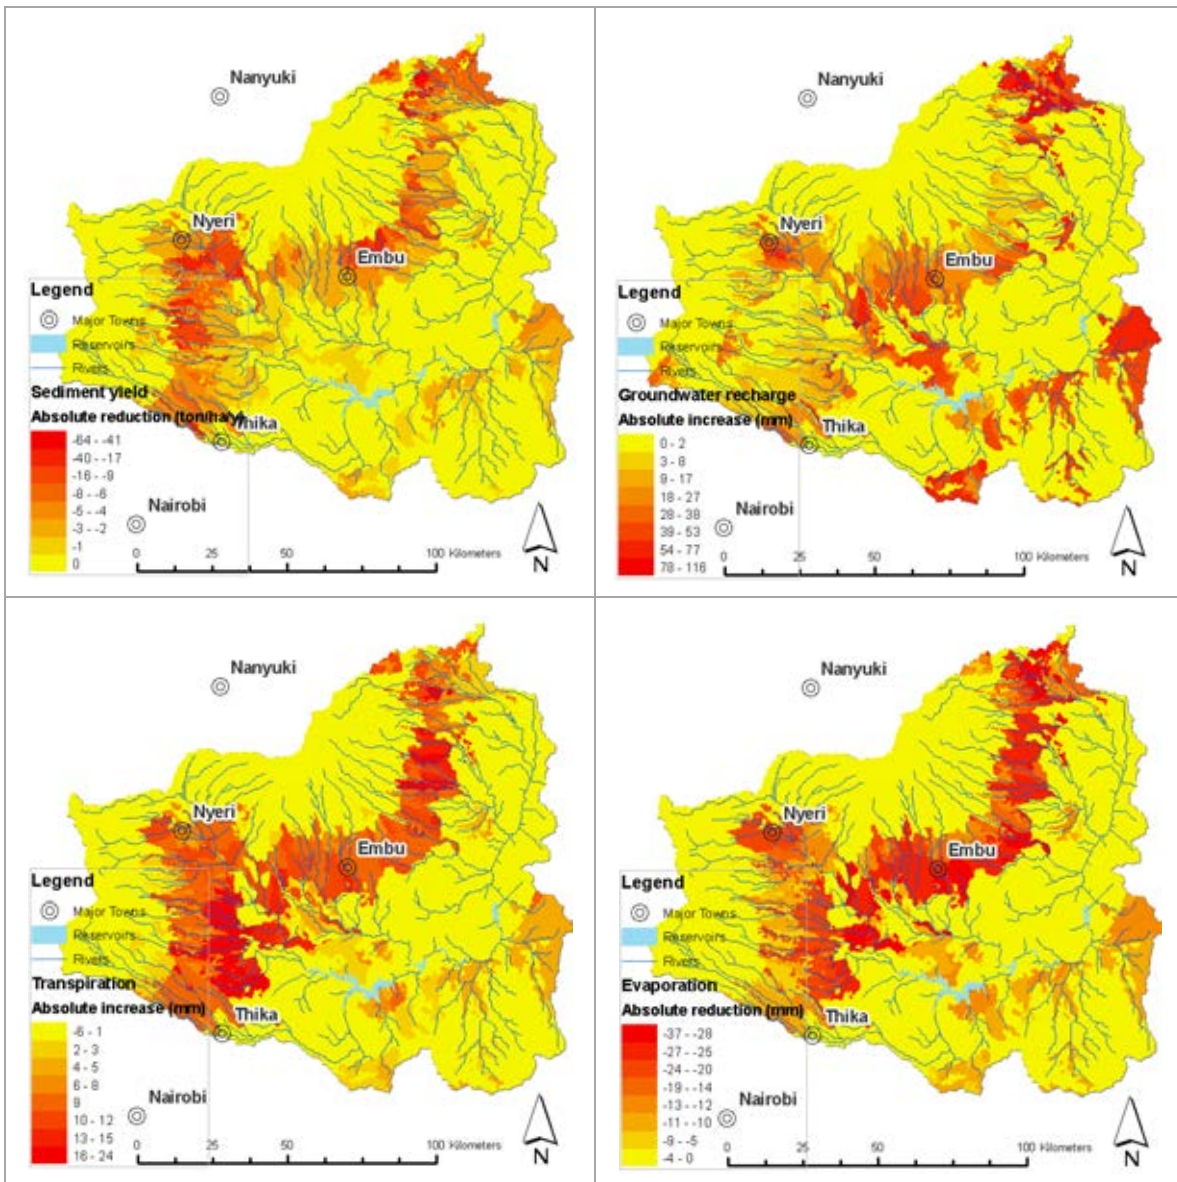 Nanyuki
Nyeri
Embu
Legend
Major Towns
Reservoirs
Rivers
Sediment yield
Absolute reduction (ton/ha/y)
Thika
-64 - -41
-40 - -17
-16 - -9
-8 - -6
-5 - -4
-3 - -2
-1
0
Nairobi
0 25 50 100 Kilometers
N
Nanyuki
Nyeri
Embu
Legend
Major Towns
Reservoirs
Rivers
Groundwater recharge
Absolute increase (mm)
Thika
0 - 2
3 - 8
9 - 17
18 - 27
28 - 38
39 - 53
54 - 77
78 - 116
Nairobi
0 25 50 100 Kilometers
N
Nanyuki
Nyeri
Embu
Legend
Major Towns
Reservoirs
Rivers
Transpiration
Absolute increase (mm)
Thika
-6 - 1
2 - 3
4 - 5
6 - 8
9
10 - 12
13 - 15
16 - 24
Nairobi
0 25 50 100 Kilometers
N
Nanyuki
Nyeri
Embu
Legend
Major Towns
Reservoirs
Rivers
Evaporation
Absolute reduction (mm)
Thika
-37 - -28
-27 - -25
-24 - -20
-19 - -14
-13 - -12
-11 - -10
-9 - -5
-4 - 0
Nairobi
0 25 50 100 Kilometers
N